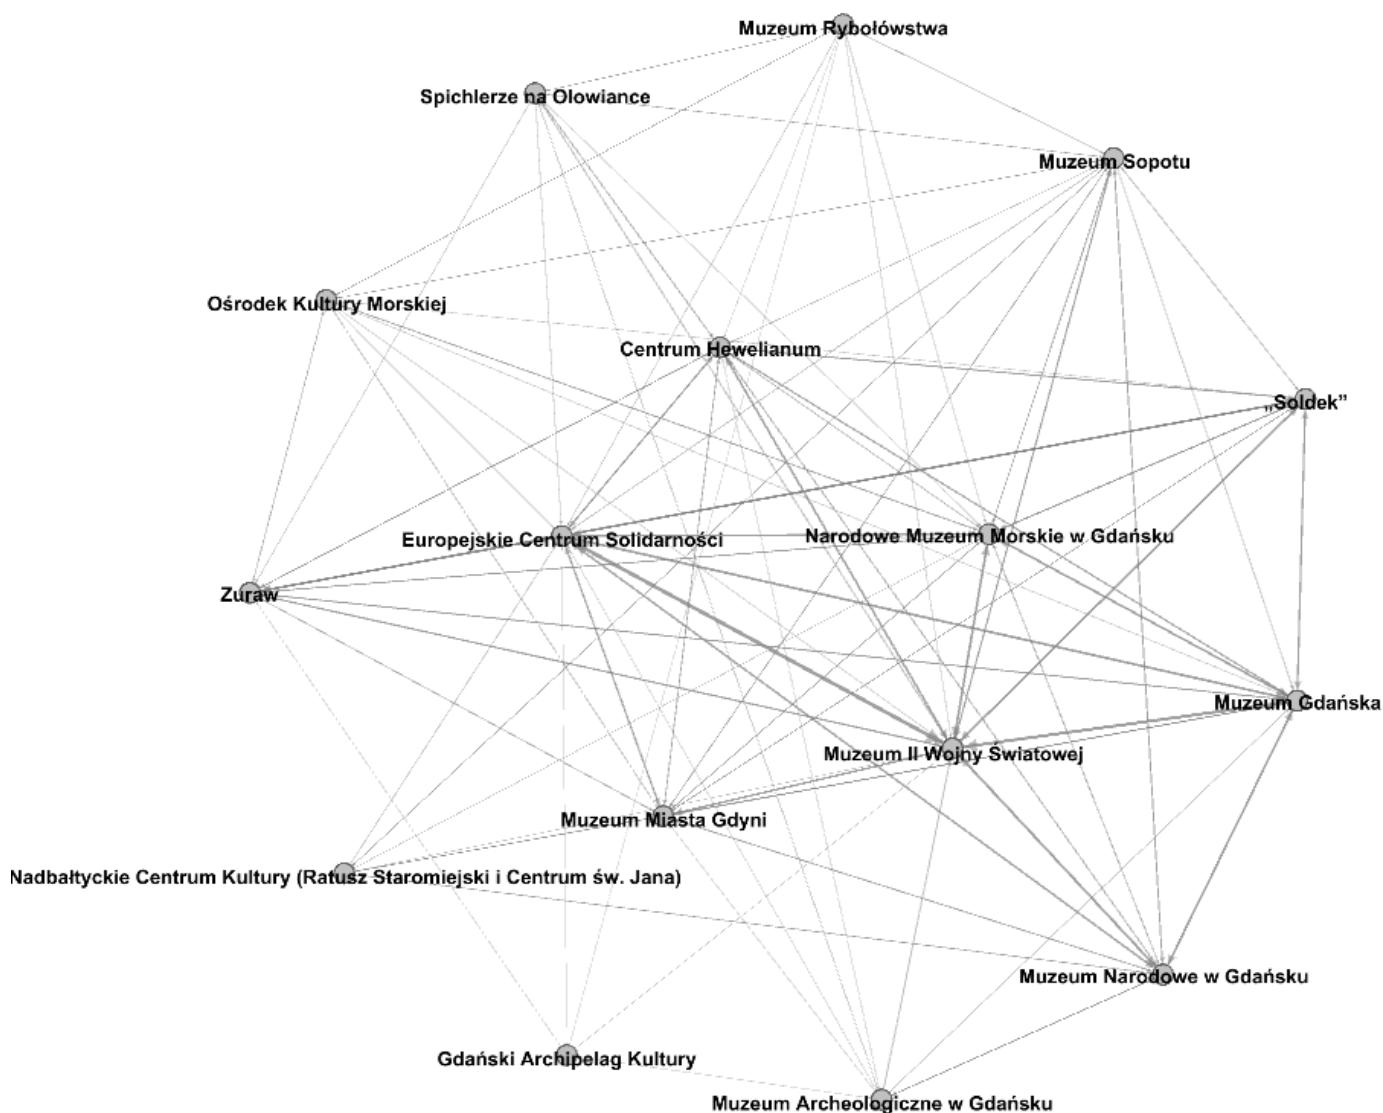 Muzeum Rybołówstwa
Spichlerze na Olowiance
Muzeum Sopotu
Ośrodek Kultury Morskiej
Centrum Hewelianum
„Soldek”
Europejskie Centrum Solidarności
Narodowe Muzeum Morskie w Gdańsku
Zuraw
Muzeum Gdańska
Muzeum II Wojny Światowej
Muzeum Miasta Gdyni
Nadbałtyckie Centrum Kultury (Ratusz Staromiejski i Centrum św. Jana)
Muzeum Narodowe w Gdańsku
Gdański Archipelag Kultury
Muzeum Archeologiczne w Gdańsku